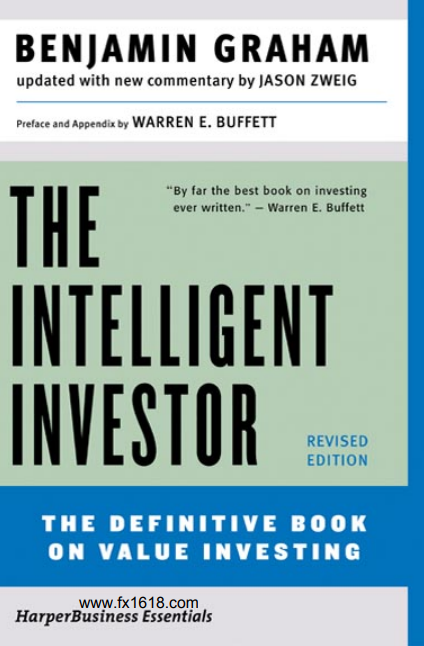 BENJAMIN GRAHAM
updated with new commentary by JASON ZWEIG
Preface and Appendix by WARREN E. BUFFETT
"By far the best book on investing
ever written." — Warren E. Buffett
THE
INTELLIGENT
INVESTOR
REVISED
EDITION
THE DEFINITIVE BOOK
ON VALUE INVESTING
www.fx1618.com
HarperBusiness Essentials